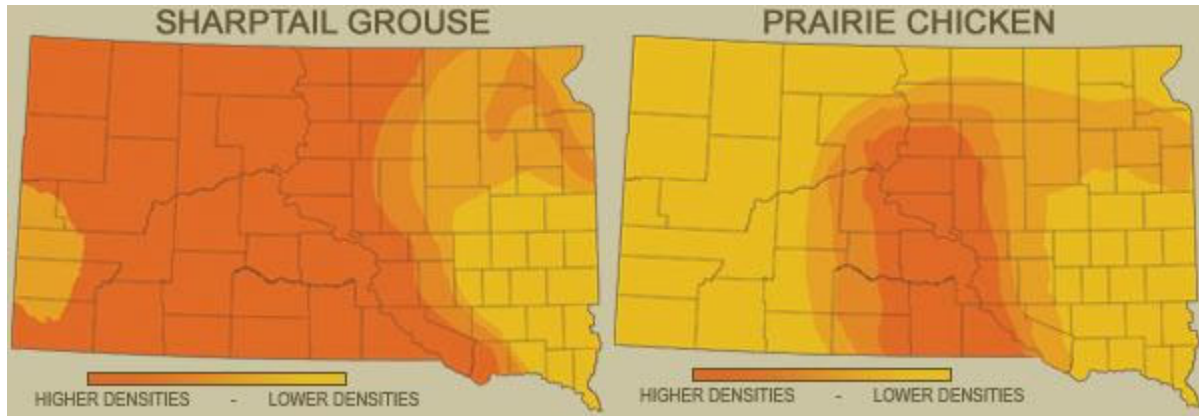 SHARPTAIL GROUSE
HIGHER DENSITIES - LOWER DENSITIES
PRAIRIE CHICKEN
HIGHER DENSITIES - LOWER DENSITIES